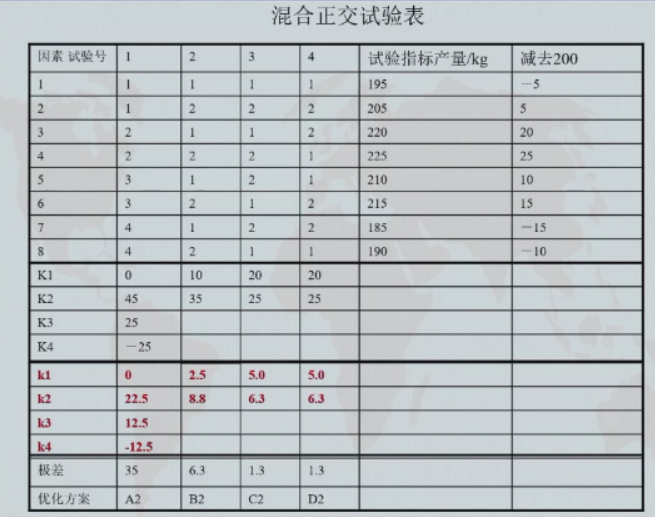 混合正交试验表
因素 试验号 1 2 3 4 试验指标产量/kg 减去200
1 1 1 1 1 195 －5
2 1 2 2 2 205 5
3 2 1 1 2 220 20
4 2 2 2 1 225 25
5 3 1 2 1 210 10
6 3 2 1 2 215 15
7 4 1 2 2 185 －15
8 4 2 1 1 190 －10
K1 0 10 20 20
K2 45 35 25 25
K3 25
K4 －25
k1 0 2.5 5.0 5.0
k2 22.5 8.8 6.3 6.3
k3 12.5
k4 -12.5
极差 35 6.3 1.3 1.3
优化方案 A2 B2 C2 D2